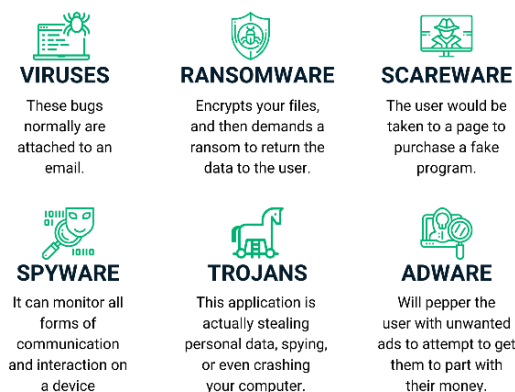 VIRUSES
These bugs
normally are
attached to an
email.
RANSOMWARE
Encrypts your files,
and then demands a
ransom to return the
data to the user.
SCAREWARE
The user would be
taken to a page to
purchase a fake
program.
1011
01
10110
SPYWARE
It can monitor all
forms of
communication
and interaction on
a device
TROJANS
This application is
actually stealing
personal data, spying,
or even crashing
your computer.
ADWARE
Will pepper the
user with unwanted
ads to attempt to get
them to part with
their money.